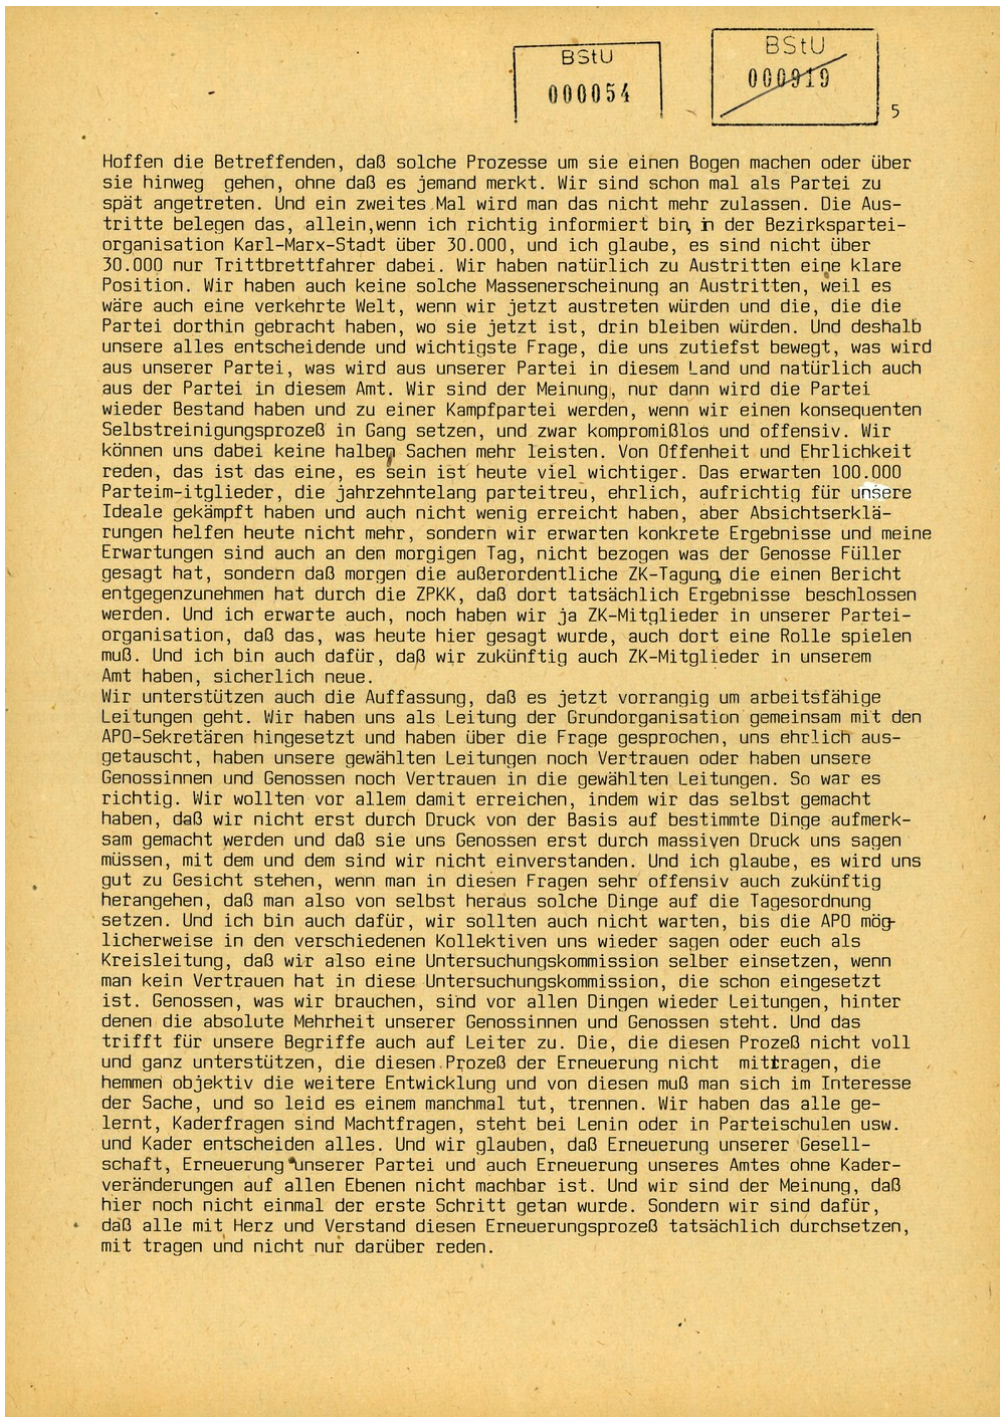 BStU
000054
BStU
000919
5
Hoffen die Betreffenden, daß solche Prozesse um sie einen Bogen machen oder über
sie hinweg gehen, ohne daß es jemand merkt. Wir sind schon mal als Partei zu
spät angetreten. Und ein zweites Mal wird man das nicht mehr zulassen. Die Aus-
tritte belegen das, allein,wenn ich richtig informiert bin, in der Bezirkspartei-
organisation Karl-Marx-Stadt über 30.000, und ich glaube, es sind nicht über
30.000 nur Trittbrettfahrer dabei. Wir haben natürlich zu Austritten eine klare
Position. Wir haben auch keine solche Massenerscheinung an Austritten, weil es
wäre auch eine verkehrte Welt, wenn wir jetzt austreten würden und die, die die
Partei dorthin gebracht haben, wo sie jetzt ist, drin bleiben würden. Und deshalb
unsere alles entscheidende und wichtigste Frage, die uns zutiefst bewegt, was wird
aus unserer Partei, was wird aus unserer Partei in diesem Land und natürlich auch
aus der Partei in diesem Amt. Wir sind der Meinung, nur dann wird die Partei
wieder Bestand haben und zu einer Kampfpartei werden, wenn wir einen konsequenten
Selbstreinigungsprozeß in Gang setzen, und zwar kompromißlos und offensiv. Wir
können uns dabei keine halben Sachen mehr leisten. Von Offenheit und Ehrlichkeit
reden, das ist das eine, es sein ist heute viel wichtiger. Das erwarten 100.000
Parteim-itglieder, die jahrzehntelang parteitreu, ehrlich, aufrichtig für unsere
Ideale gekämpft haben und auch nicht wenig erreicht haben, aber Absichtserklä-
rungen helfen heute nicht mehr, sondern wir erwarten konkrete Ergebnisse und meine
Erwartungen sind auch an den morgigen Tag, nicht bezogen was der Genosse Füller
gesagt hat, sondern daß morgen die außerordentliche ZK-Tagung, die einen Bericht
entgegenzunehmen hat durch die ZPKK, daß dort tatsächlich Ergebnisse beschlossen
werden. Und ich erwarte auch, noch haben wir ja ZK-Mitglieder in unserer Partei-
organisation, daß das, was heute hier gesagt wurde, auch dort eine Rolle spielen
muß. Und ich bin auch dafür, daß wir zukünftig auch ZK-Mitglieder in unserem
Amt haben, sicherlich neue.
Wir unterstützen auch die Auffassung, daß es jetzt vorrangig um arbeitsfähige
Leitungen geht. Wir haben uns als Leitung der Grundorganisation gemeinsam mit den
APO-Sekretären hingesetzt und haben über die Frage gesprochen, uns ehrlich aus-
getauscht, haben unsere gewählten Leitungen noch Vertrauen oder haben unsere
Genossinnen und Genossen noch Vertrauen in die gewählten Leitungen. So war es
richtig. Wir wollten vor allem damit erreichen, indem wir das selbst gemacht
haben, daß wir nicht erst durch Druck von der Basis auf bestimmte Dinge aufmerk-
sam gemacht werden und daß sie uns Genossen erst durch massiven Druck uns sagen
müssen, mit dem und dem sind wir nicht einverstanden. Und ich glaube, es wird uns
gut zu Gesicht stehen, wenn man in diesen Fragen sehr offensiv auch zukünftig
herangehen, daß man also von selbst heraus solche Dinge auf die Tagesordnung
setzen. Und ich bin auch dafür, wir sollten auch nicht warten, bis die APO mög-
licherweise in den verschiedenen Kollektiven uns wieder sagen oder euch als
Kreisleitung, daß wir also eine Untersuchungskommission selber einsetzen, wenn
man kein Vertrauen hat in diese Untersuchungskommission, die schon eingesetzt
ist. Genossen, was wir brauchen, sind vor allen Dingen wieder Leitungen, hinter
denen die absolute Mehrheit unserer Genossinnen und Genossen steht. Und das
trifft für unsere Begriffe auch auf Leiter zu. Die, die diesen Prozeß nicht voll
und ganz unterstützen, die diesen Prozeß der Erneuerung nicht mittragen, die
hemmen objektiv die weitere Entwicklung und von diesen muß man sich im Interesse
der Sache, und so leid es einem manchmal tut, trennen. Wir haben das alle ge-
lernt, Kaderfragen sind Machtfragen, steht bei Lenin oder in Parteischulen usw.
und Kader entscheiden alles. Und wir glauben, daß Erneuerung unserer Gesell-
schaft, Erneuerung unserer Partei und auch Erneuerung unseres Amtes ohne Kader-
veränderungen auf allen Ebenen nicht machbar ist. Und wir sind der Meinung, daß
hier noch nicht einmal der erste Schritt getan wurde. Sondern wir sind dafür,
daß alle mit Herz und Verstand diesen Erneuerungsprozeß tatsächlich durchsetzen,
mit tragen und nicht nur darüber reden.